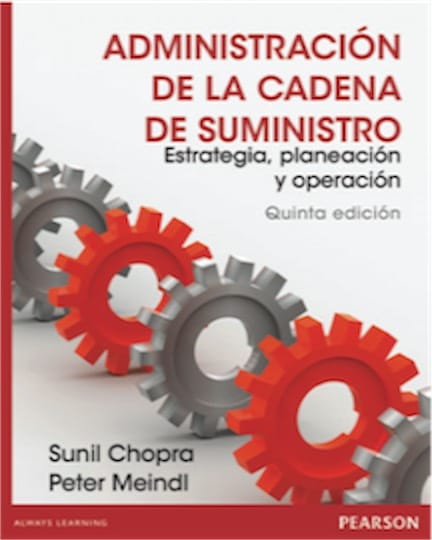 ADMINISTRACIÓN
DE LA CADENA
DE SUMINISTRO
Estrategia, planeación
y operación
Quinta edición
Sunil Chopra
Peter Meindl
ALWAYS LEARNING
PEARSON